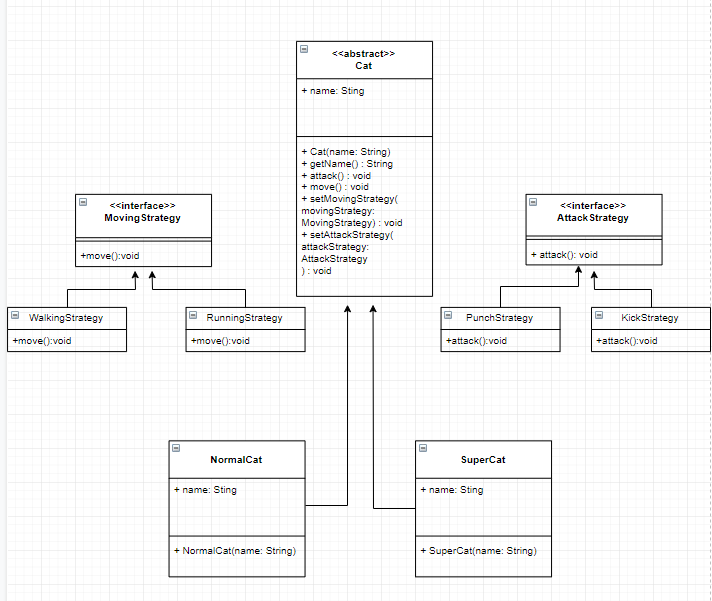 <<abstract>>
Cat
+ name: Sting
+ Cat(name: String)
+ getName() : String
+ attack() : void
+ move() : void
+ setMovingStrategy(
movingStrategy:
MovingStrategy) : void
+ setAttackStrategy(
attackStrategy:
AttackStrategy
) : void
<<interface>>
MovingStrategy
+move():void
<<interface>>
AttackStrategy
+ attack(): void
WalkingStrategy
+move():void
RunningStrategy
+move():void
PunchStrategy
+attack():void
KickStrategy
+attack():void
NormalCat
+ name: Sting
+ NormalCat(name: String)
SuperCat
+ name: Sting
+ SuperCat(name: String)